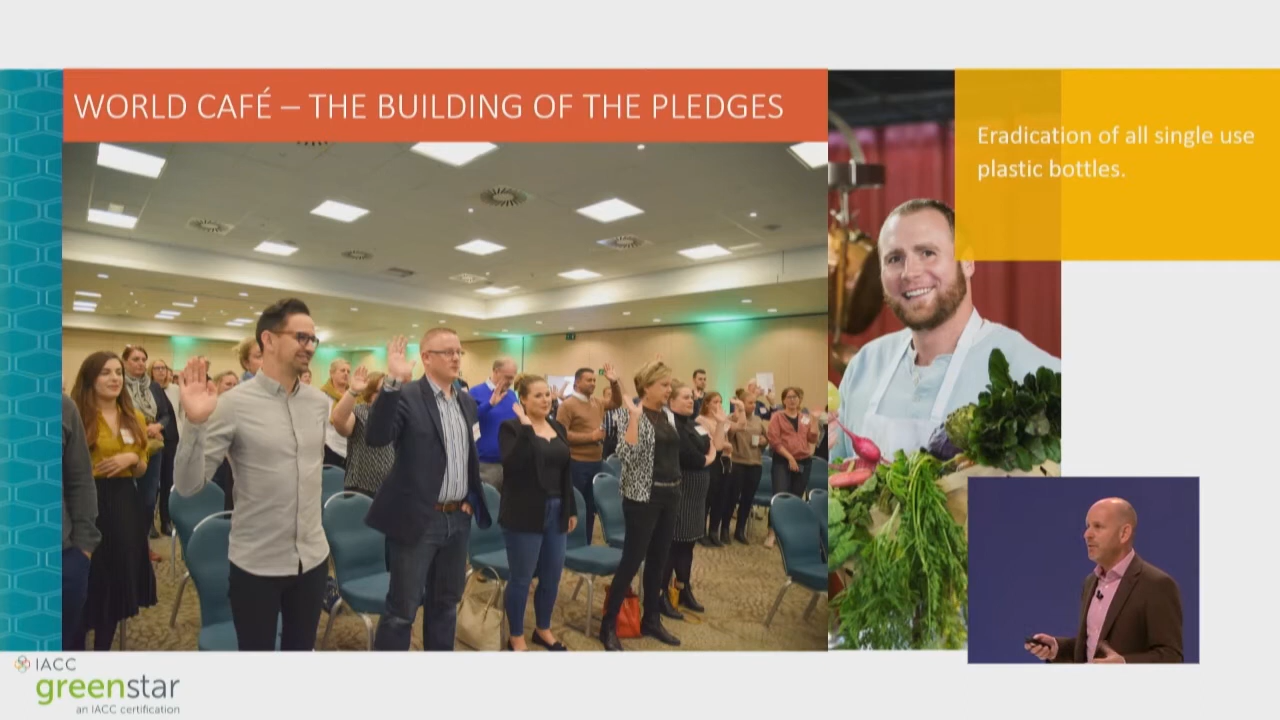 WORLD CAFÉ – THE BUILDING OF THE PLEDGES
Eradication of all single use
plastic bottles.
IACC
greenstar
an IACC certification